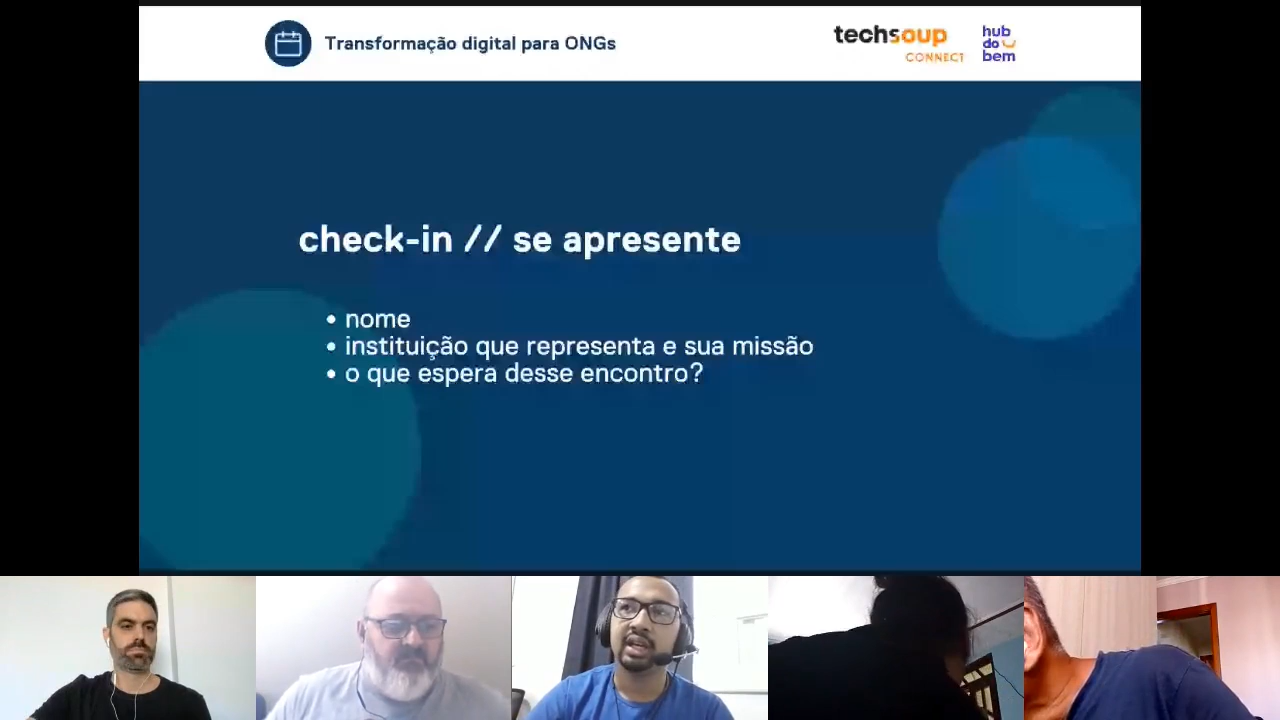 Transformação digital para ONGs
techsoup
CONNECT
hub
do
bem
check-in // se apresente
• nome
• instituição que representa e sua missão
• o que espera desse encontro?